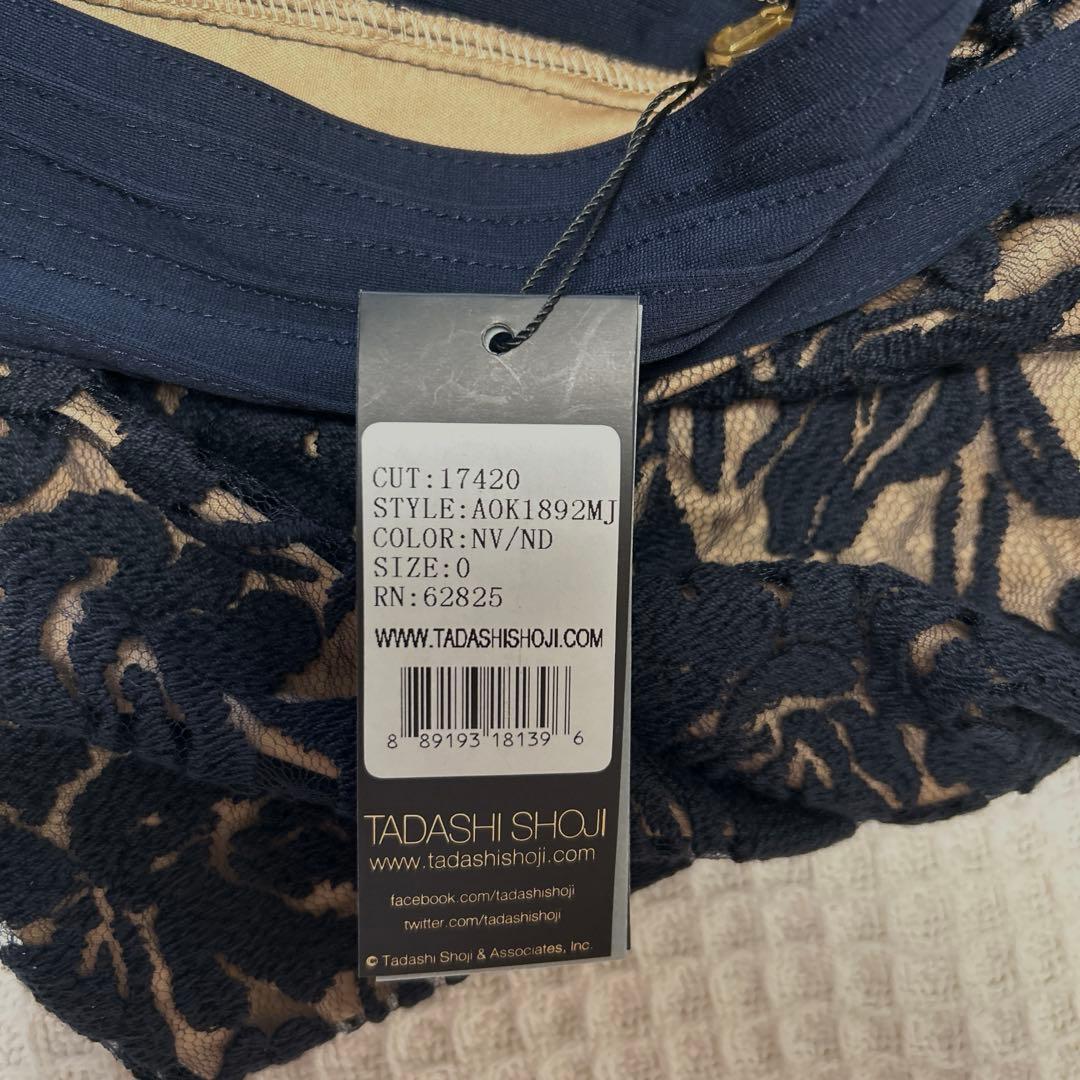 CUT:17420
STYLE:AOK1892MJ
COLOR:NV/ND
SIZE:0
RN:62825
WWW.TADASHISHOJI.COM
8 89193 18139 6
TADASHI SHOJI
www.tadashishoji.com
facebook.com/tadashishoji
twitter.com/tadashishoji
© Tadashi Shoji & Associates, Inc.